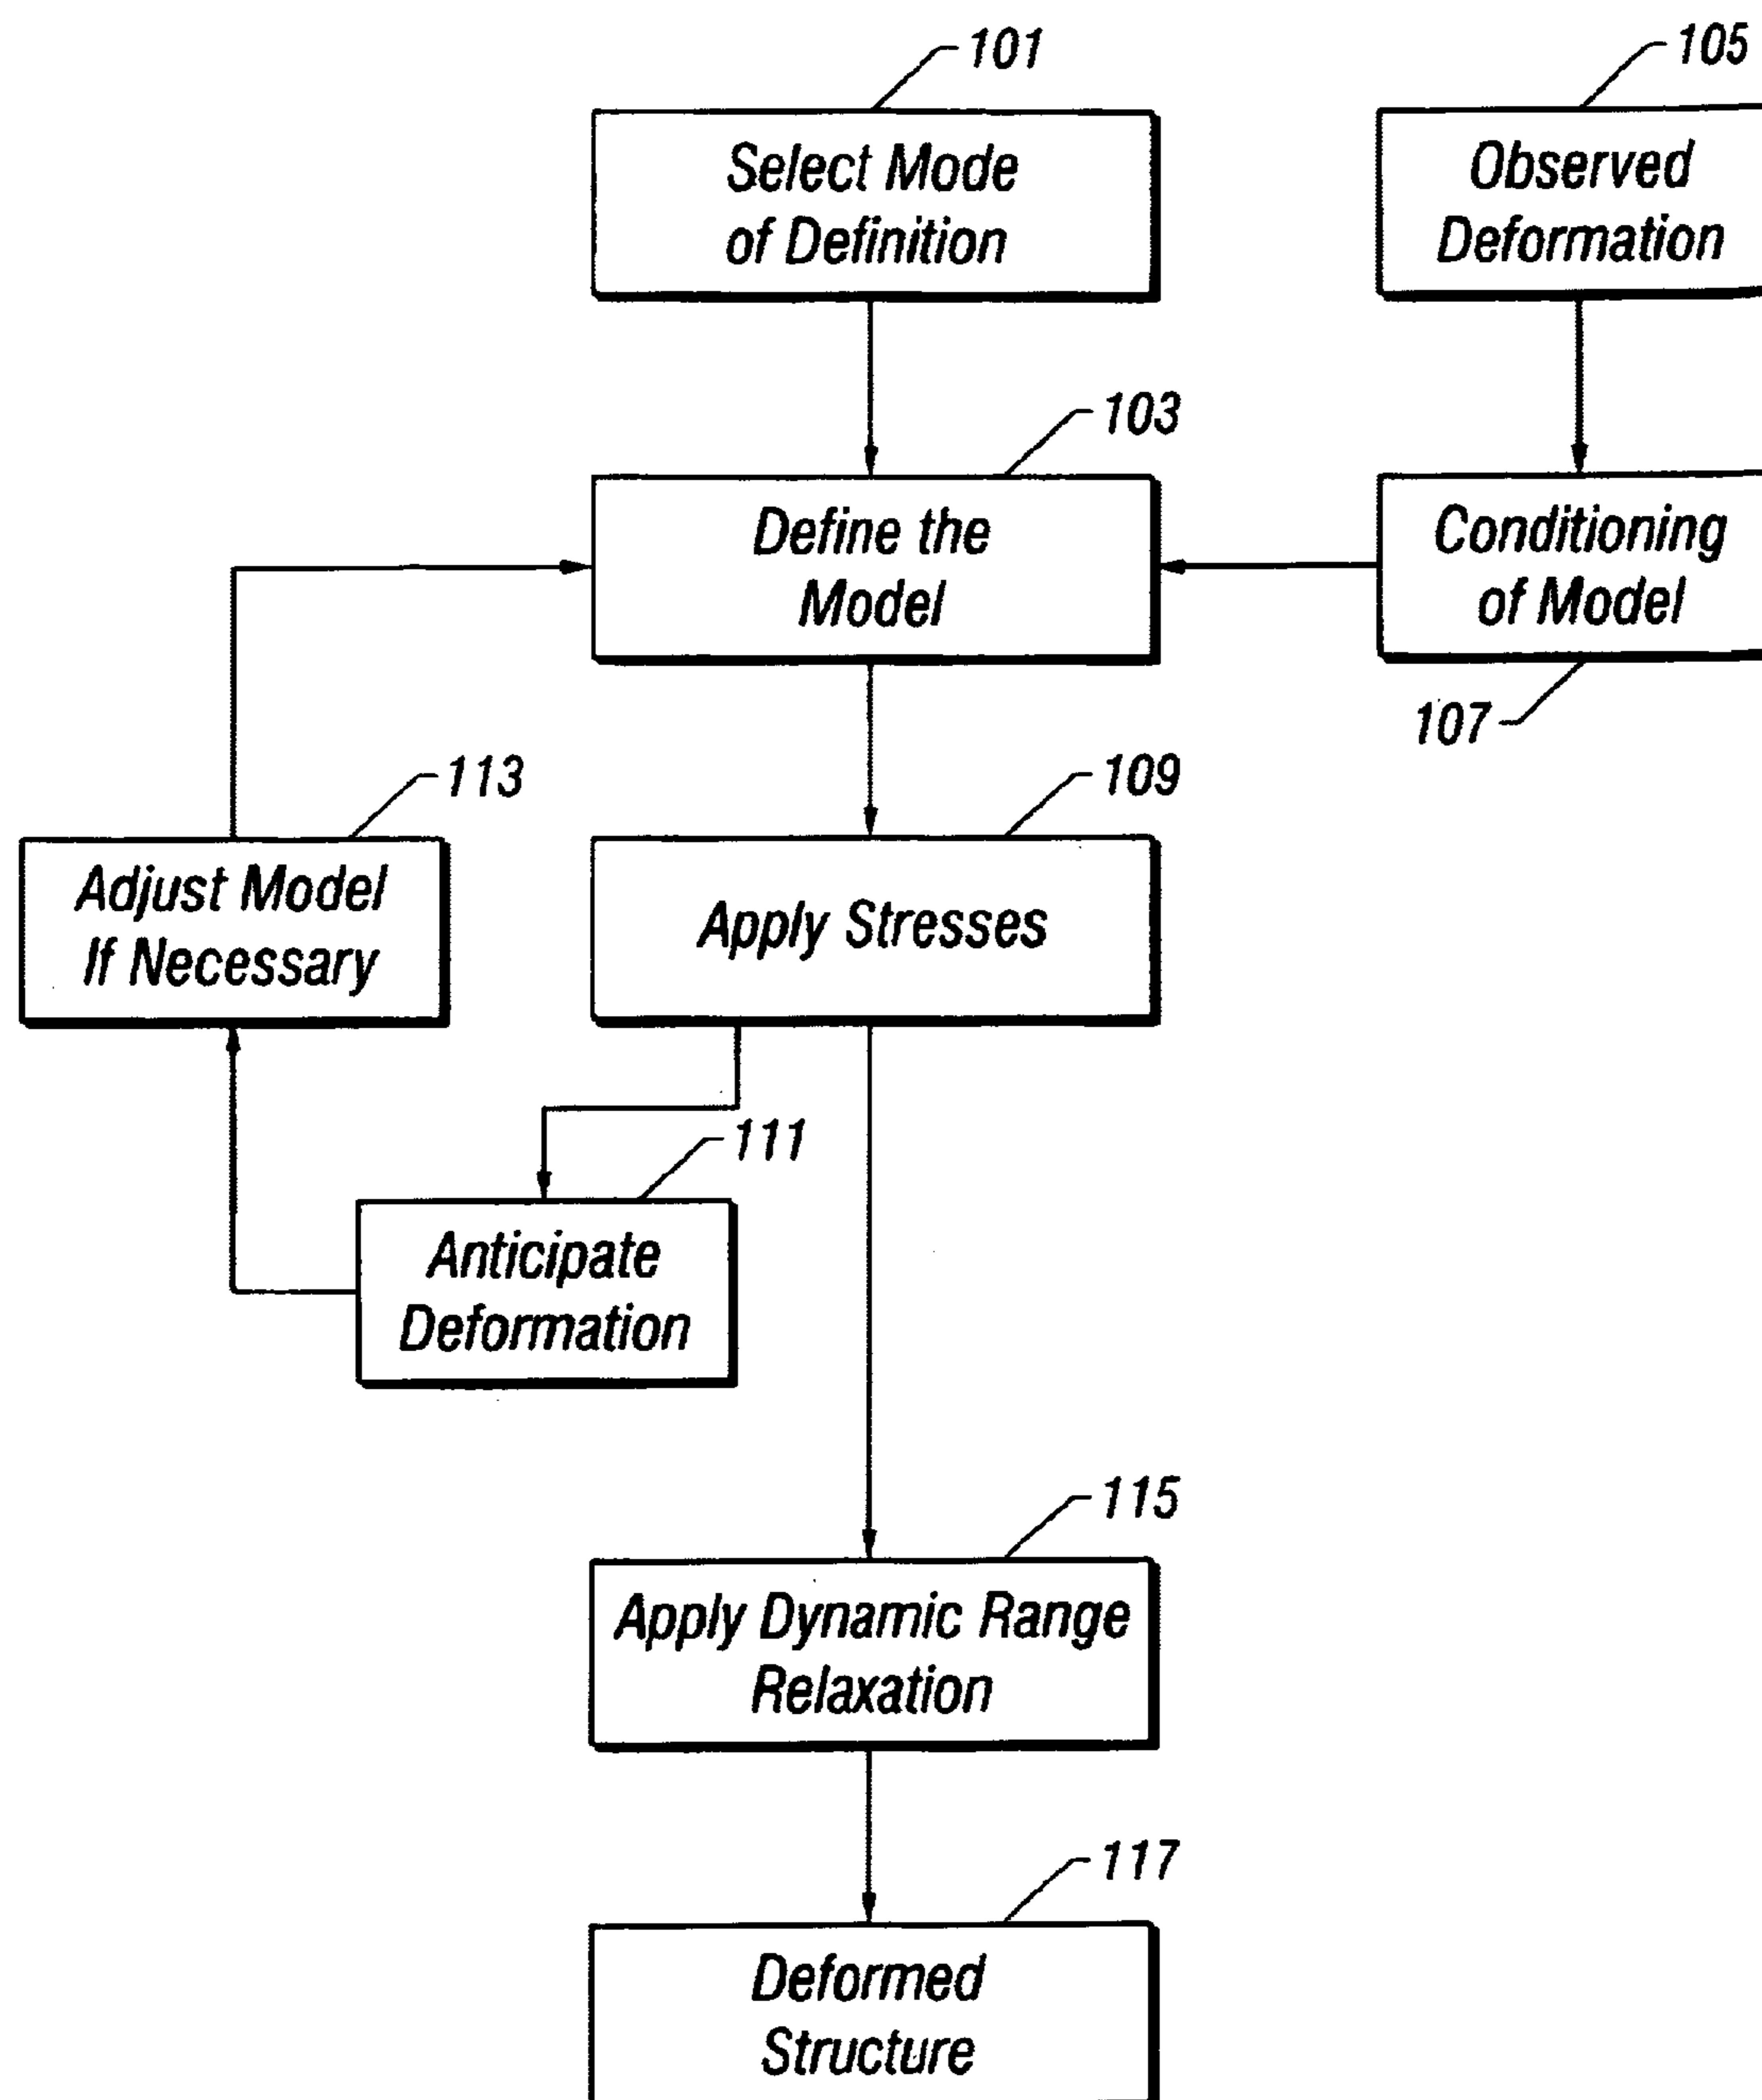 101
105
Select Mode
of Definition
Observed
Deformation
103
Define the
Model
Conditioning
of Model
107
113
109
Adjust Model
If Necessary
Apply Stresses
111
Anticipate
Deformation
115
Apply Dynamic Range
Relaxation
117
Deformed
Structure